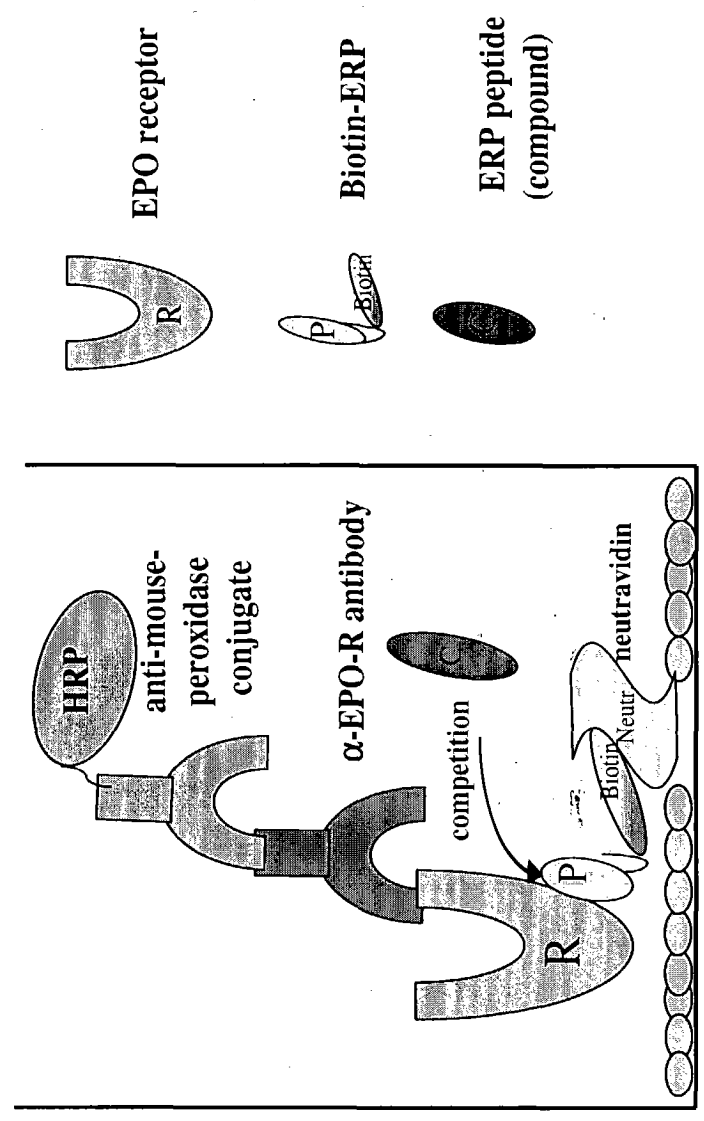 HRP
anti-mouse-
peroxidase
conjugate
α-EPO-R antibody
competition
C
R
P
Biotin
Neutr
neutravidin
R
EPO receptor
P
Biotin
Biotin-ERP
C
ERP peptide
(compound)